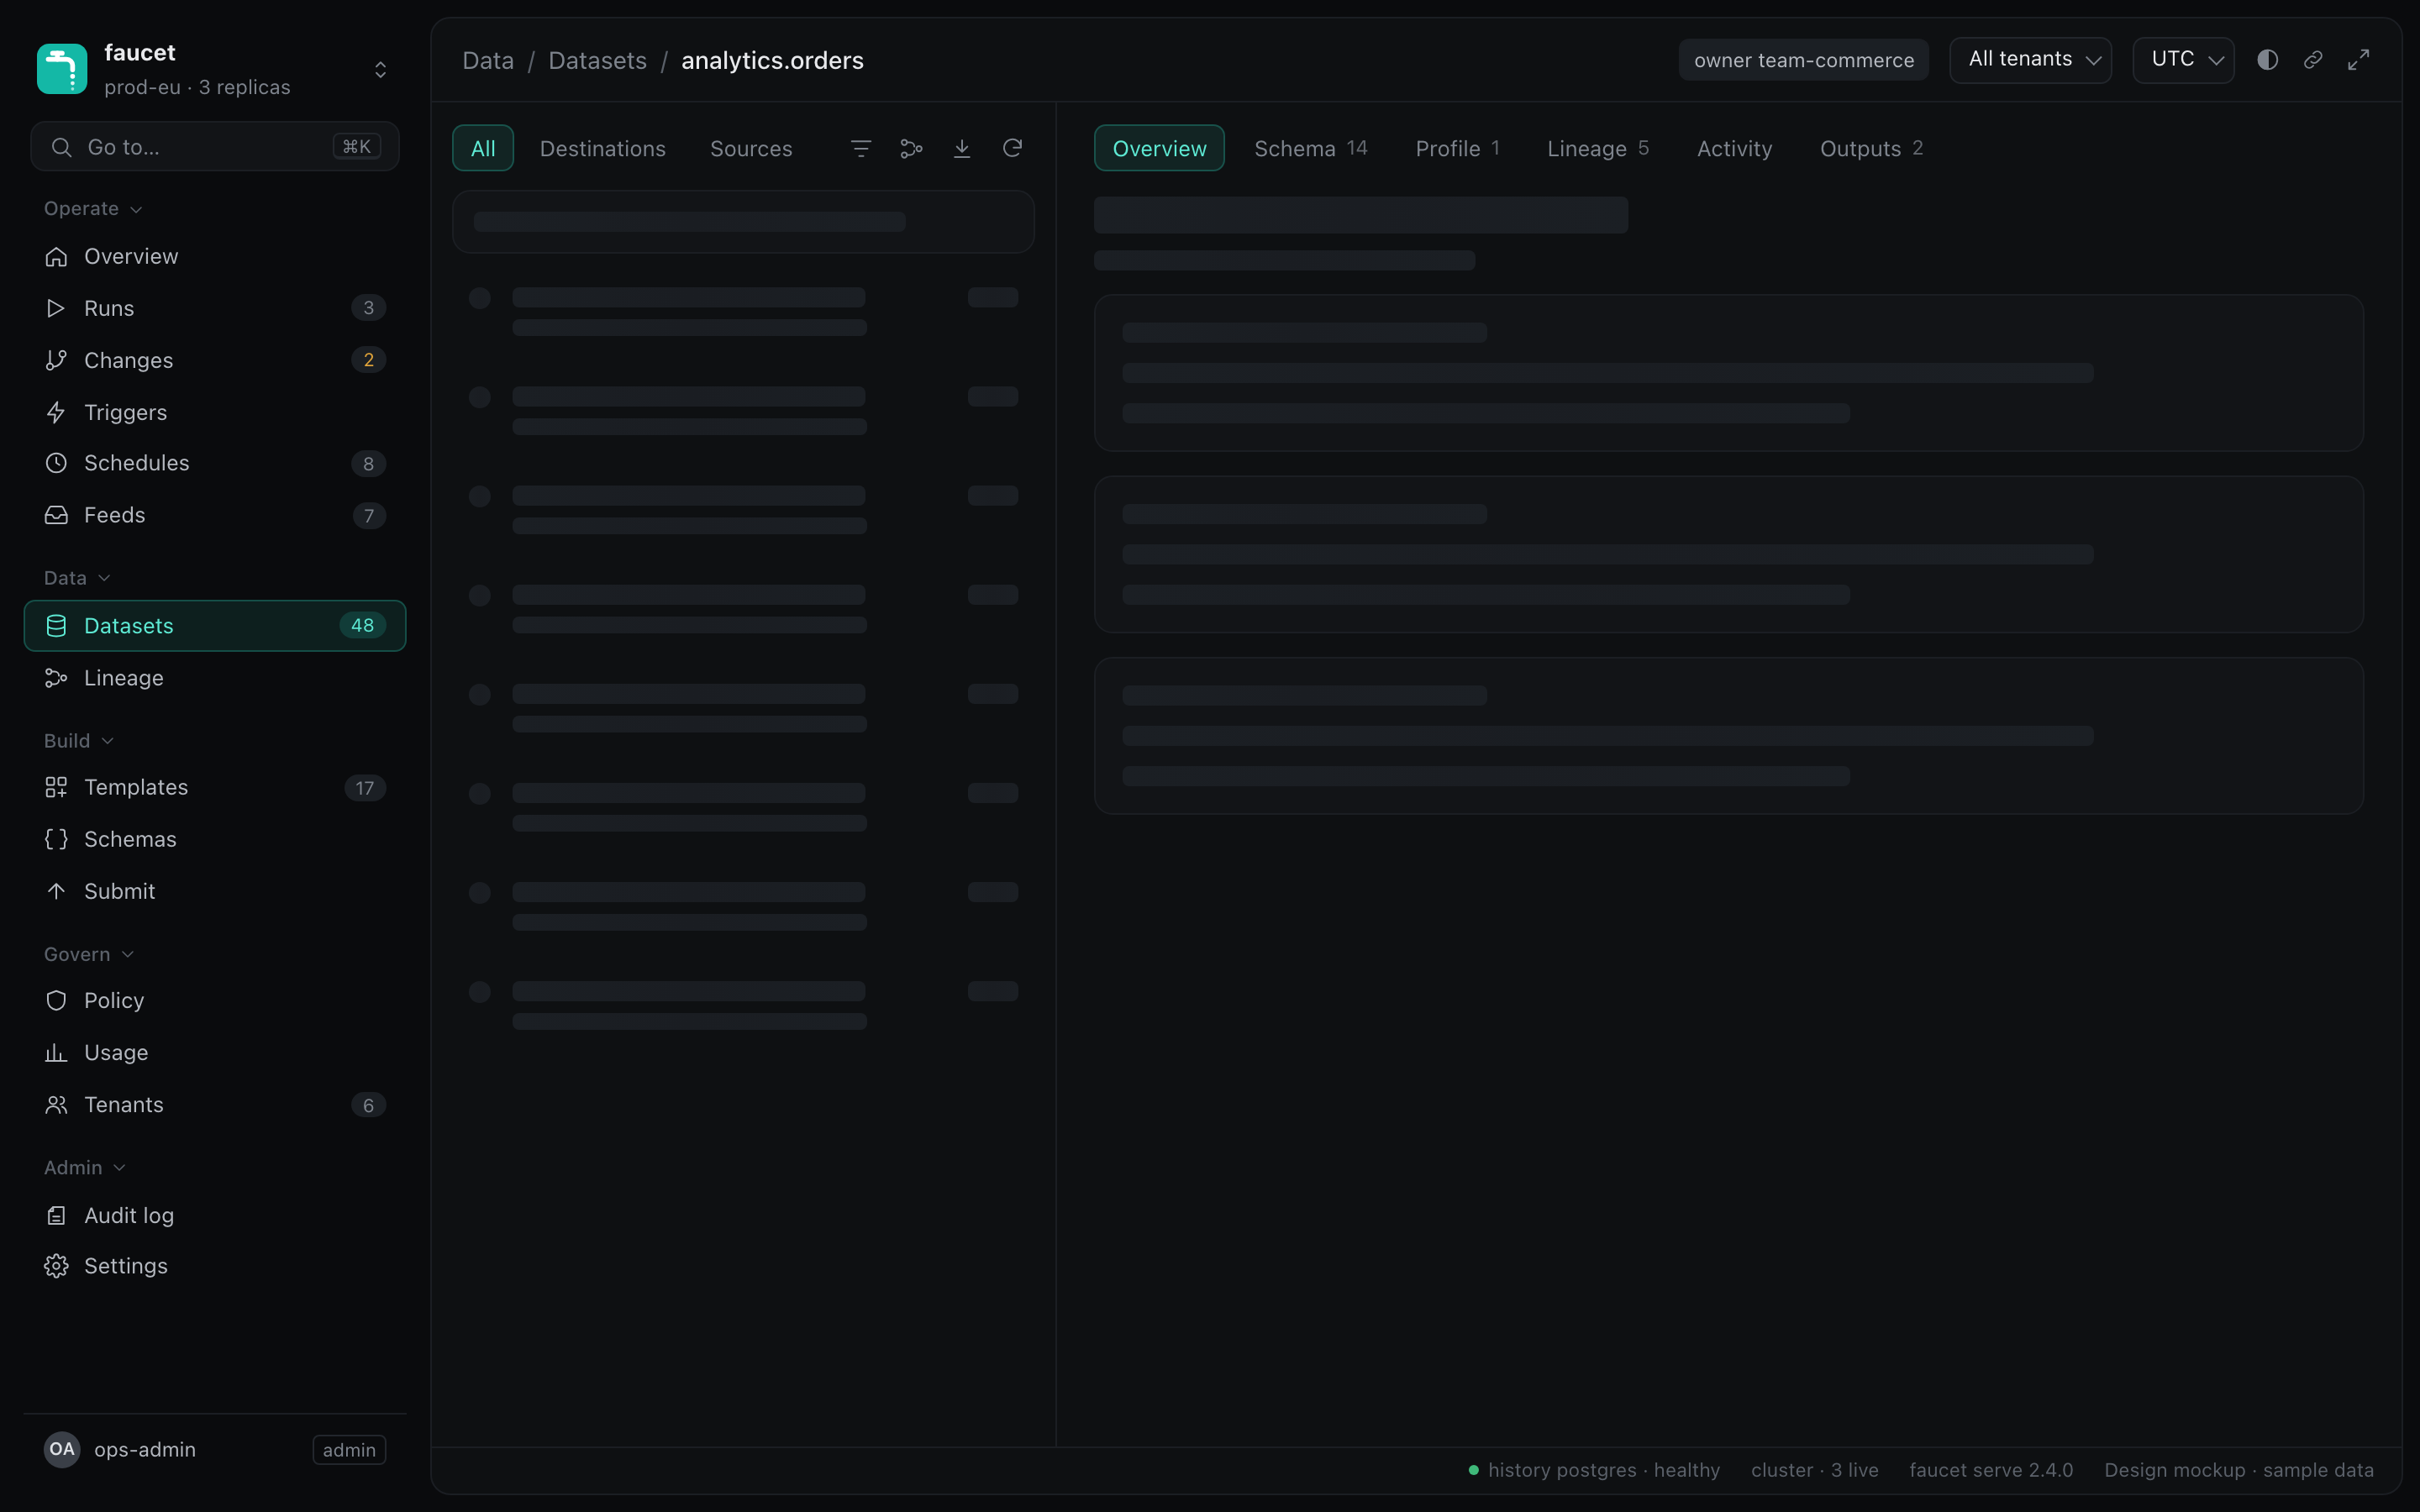 faucet
prod-eu · 3 replicas
Go to...
⌘K
Operate
Overview
Runs 3
Changes 2
Triggers
Schedules 8
Feeds 7
Data
Datasets 48
Lineage
Build
Templates 17
Schemas
Submit
Govern
Policy
Usage
Tenants 6
Admin
Audit log
Settings
OA ops-admin admin
Data / Datasets / analytics.orders
owner team-commerce
All tenants
UTC
All Destinations Sources
Overview Schema 14 Profile 1 Lineage 5 Activity Outputs 2
history postgres · healthy cluster · 3 live faucet serve 2.4.0 Design mockup · sample data